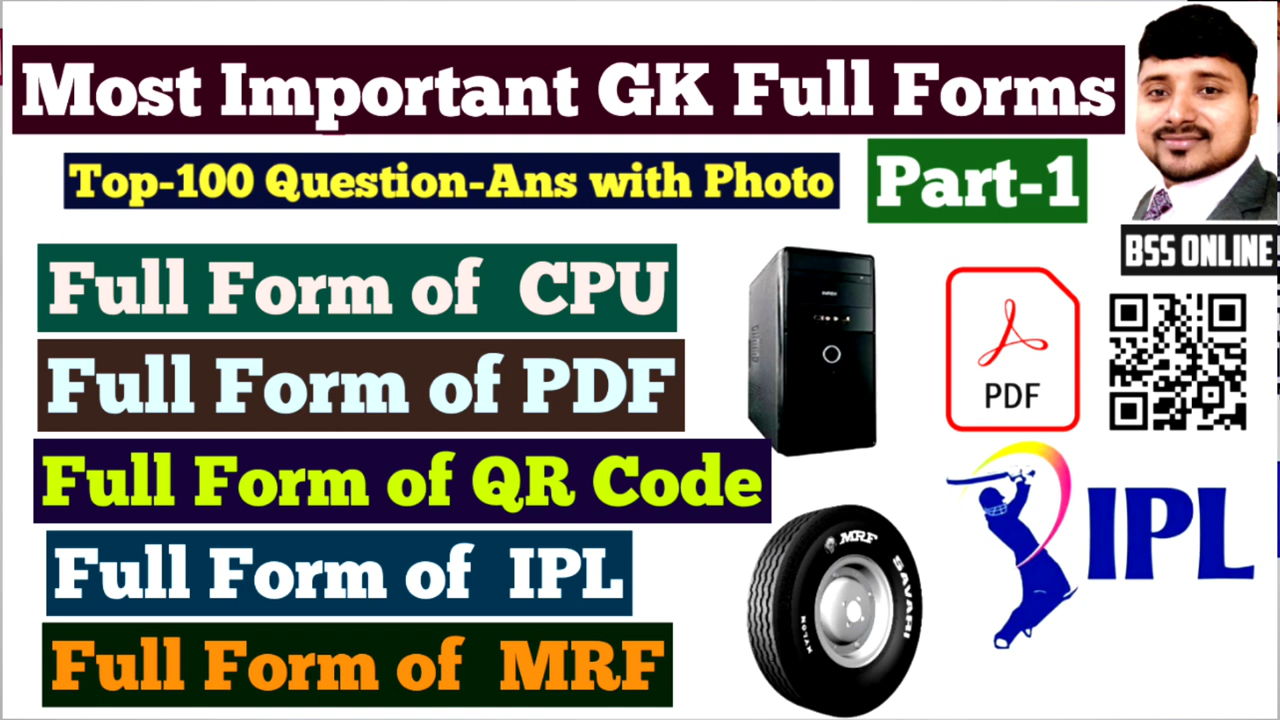 Most Important GK Full Forms
Top-100 Question-Ans with Photo
Part-1
BSS ONLINE
Full Form of CPU
Full Form of PDF
Full Form of QR Code
Full Form of IPL
Full Form of MRF
PDF
IPL
MRF
SAVARI
NYLON